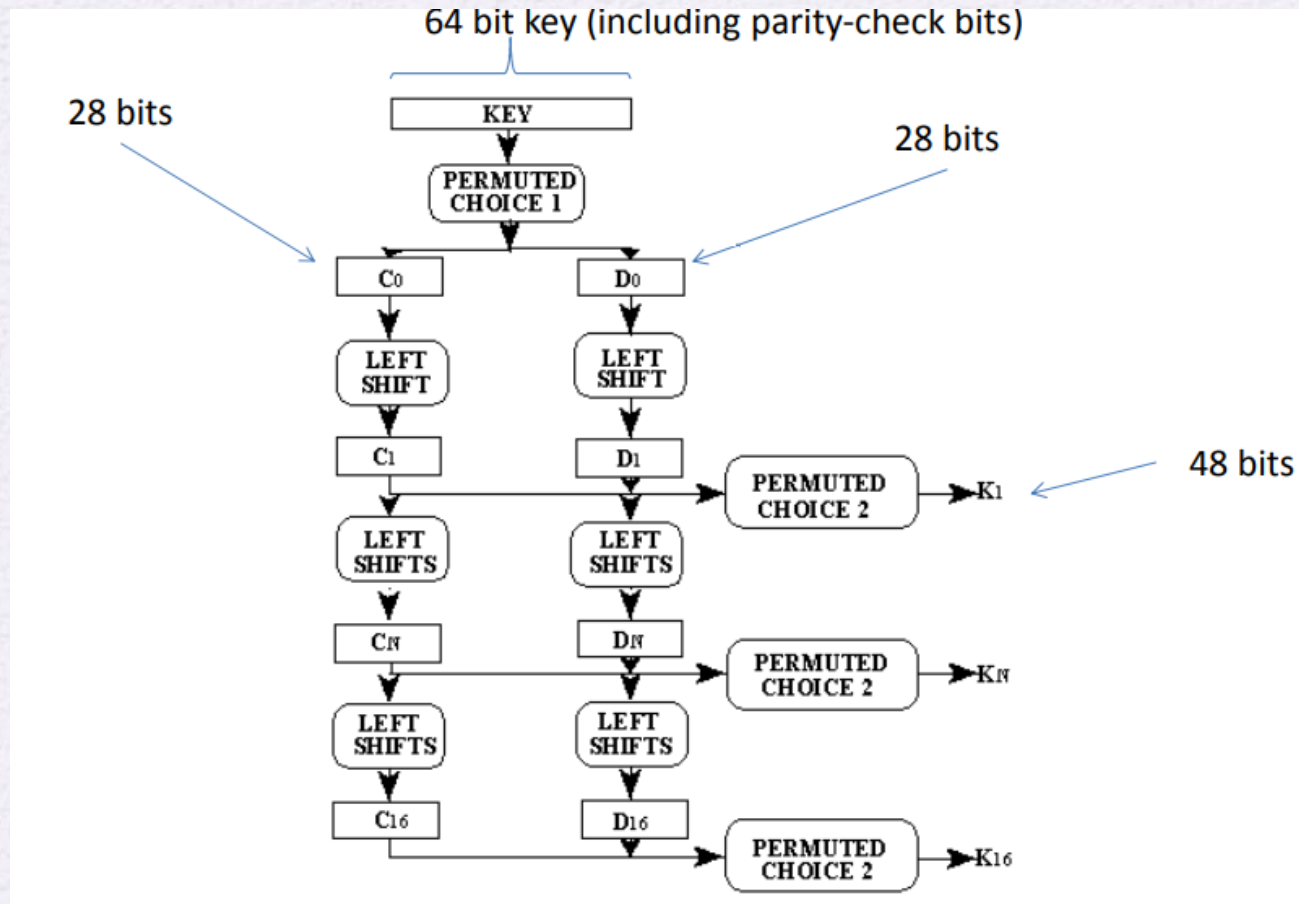 64 bit key (including parity-check bits)
28 bits
KEY
28 bits
PERMUTED
CHOICE 1
C0
D0
LEFT
SHIFT
LEFT
SHIFT
C1
D1
PERMUTED
CHOICE 2
K1
48 bits
LEFT
SHIFTS
LEFT
SHIFTS
CN
DN
PERMUTED
CHOICE 2
KN
LEFT
SHIFTS
LEFT
SHIFTS
C16
D16
PERMUTED
CHOICE 2
K16